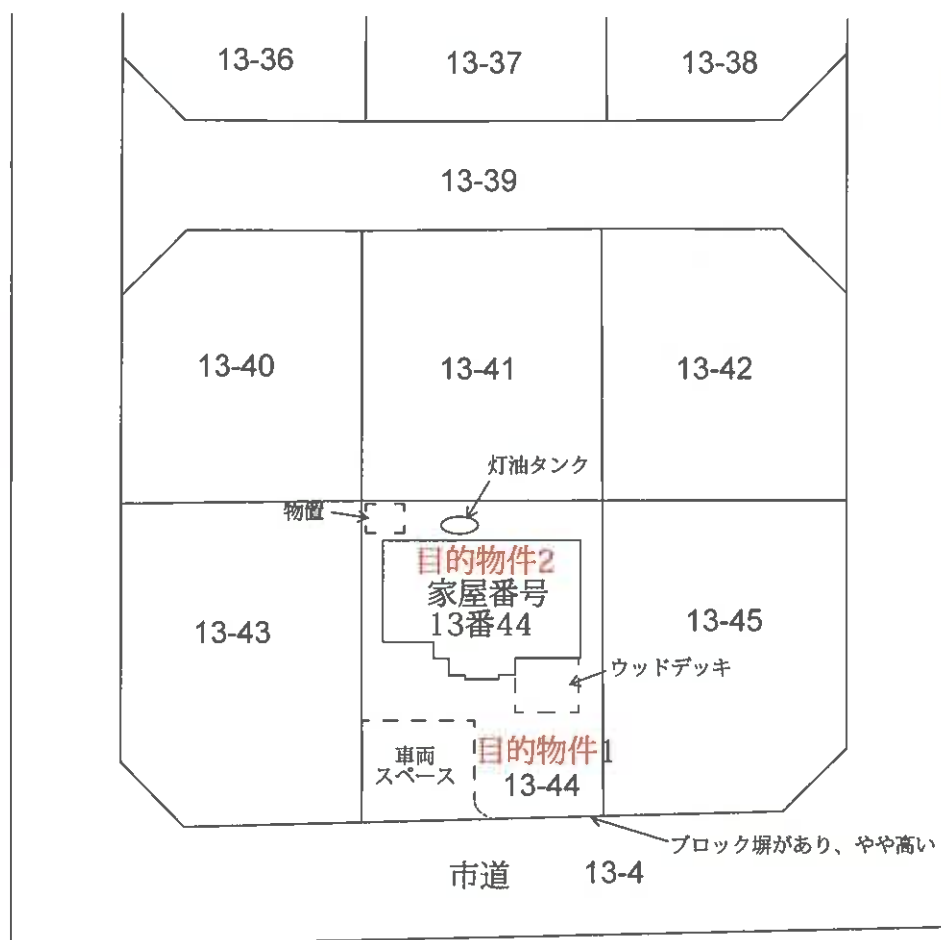 13-36
13-37
13-38
13-39
13-40
13-41
13-42
灯油タンク
物置
目的物件2
家屋番号
13番44
13-43
13-45
ウッドデッキ
車両
スペース
目的物件1
13-44
ブロック塀があり、やや高い
市道
13-4